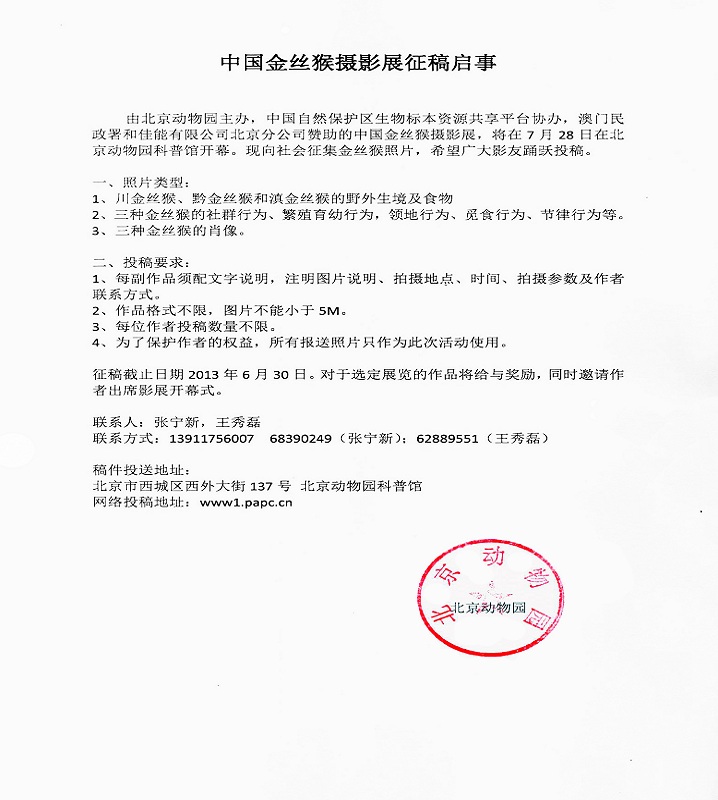 中国金丝猴摄影展征稿启事
由北京动物园主办，中国自然保护区生物标本资源共享平台协办，澳门民
政署和佳能有限公司北京分公司赞助的中国金丝猴摄影展，将在 7 月 28 日在北
京动物园科普馆开幕。现向社会征集金丝猴照片，希望广大影友踊跃投稿。
一、照片类型：
1、川金丝猴、黔金丝猴和滇金丝猴的野外生境及食物
2、三种金丝猴的社群行为、繁殖育幼行为，领地行为、觅食行为、节律行为等。
3、三种金丝猴的肖像。
二、投稿要求：
1、每副作品须配文字说明，注明图片说明、拍摄地点、时间、拍摄参数及作者
联系方式。
2、作品格式不限，图片不能小于 5M。
3、每位作者投稿数量不限。
4、为了保护作者的权益，所有报送照片只作为此次活动使用。
征稿截止日期 2013 年 6 月 30 日。对于选定展览的作品将给与奖励，同时邀请作
者出席影展开幕式。
联系人：张宁新，王秀磊
联系方式：13911756007 68390249（张宁新）；62889551（王秀磊）
稿件投送地址：
北京市西城区西外大街 137 号 北京动物园科普馆
网络投稿地址：www1.papc.cn
北京动物园
北京动物园